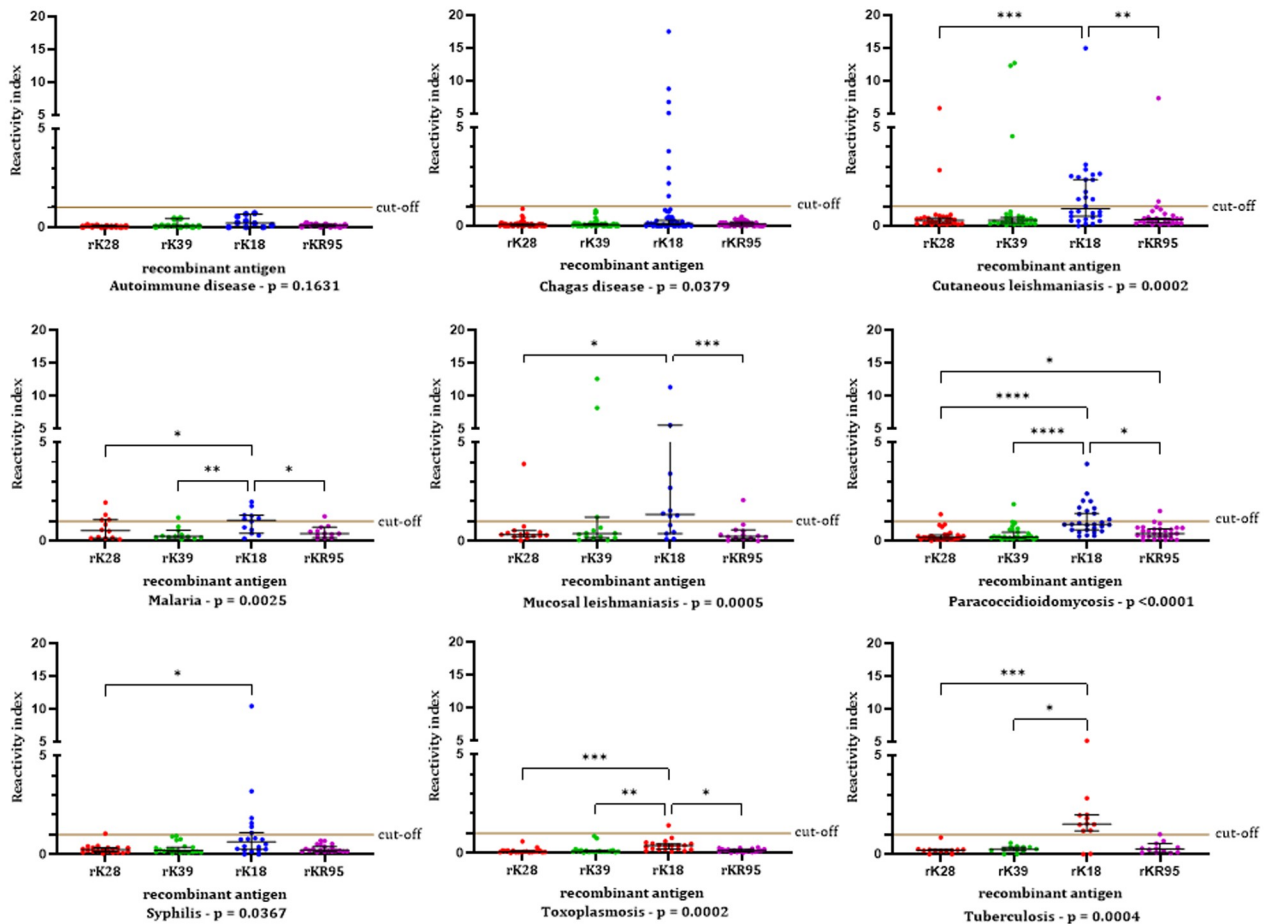 20
15
10
5
5
0
Reactivity index
cut-off
rK28 rK39 rK18 rKR95
recombinant antigen
Autoimmune disease - p = 0.1631
20
15
10
5
5
0
Reactivity index
cut-off
rK28 rK39 rK18 rKR95
recombinant antigen
Chagas disease - p = 0.0379
20
15
10
5
5
0
Reactivity index
*** **
cut-off
rK28 rK39 rK18 rKR95
recombinant antigen
Cutaneous leishmaniasis - p = 0.0002
20
15
10
5
5
0
Reactivity index
*
** *
cut-off
rK28 rK39 rK18 rKR95
recombinant antigen
Malaria - p = 0.0025
20
15
10
5
5
0
Reactivity index
* ***
cut-off
rK28 rK39 rK18 rKR95
recombinant antigen
Mucosal leishmaniasis - p = 0.0005
20
15
10
5
5
0
Reactivity index
*
****
**** *
cut-off
rK28 rK39 rK18 rKR95
recombinant antigen
Paracoccidioidomycosis - p <0.0001
20
15
10
5
5
0
Reactivity index
*
cut-off
rK28 rK39 rK18 rKR95
recombinant antigen
Syphilis - p = 0.0367
20
15
10
5
5
0
Reactivity index
***
** *
cut-off
rK28 rK39 rK18 rKR95
recombinant antigen
Toxoplasmosis - p = 0.0002
20
15
10
5
5
0
Reactivity index
***
*
cut-off
rK28 rK39 rK18 rKR95
recombinant antigen
Tuberculosis - p = 0.0004